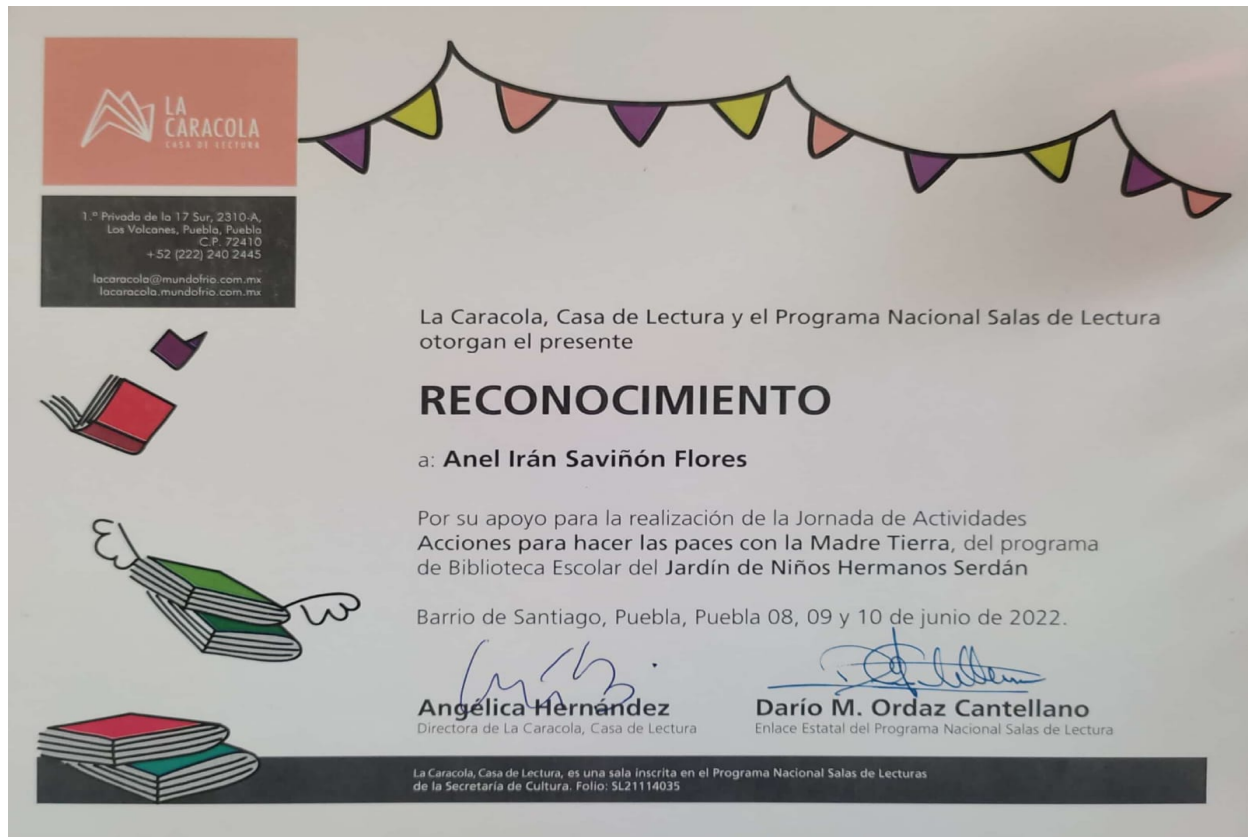 LA
CARACOLA
CASA DE LECTURA
1.º Privada de la 17 Sur, 2310-A,
Los Volcanes, Puebla, Puebla
C.P. 72410
+52 (222) 240 2445
lacaracola@mundofrio.com.mx
lacaracola.mundofrio.com.mx
La Caracola, Casa de Lectura y el Programa Nacional Salas de Lectura
otorgan el presente
RECONOCIMIENTO
a: Anel Irán Saviñón Flores
Por su apoyo para la realización de la Jornada de Actividades
Acciones para hacer las paces con la Madre Tierra, del programa
de Biblioteca Escolar del Jardín de Niños Hermanos Serdán
Barrio de Santiago, Puebla, Puebla 08, 09 y 10 de junio de 2022.
Angélica Hernández
Directora de La Caracola, Casa de Lectura
Darío M. Ordaz Cantellano
Enlace Estatal del Programa Nacional Salas de Lectura
La Caracola, Casa de Lectura, es una sala inscrita en el Programa Nacional Salas de Lecturas
de la Secretaría de Cultura. Folio: SL21114035